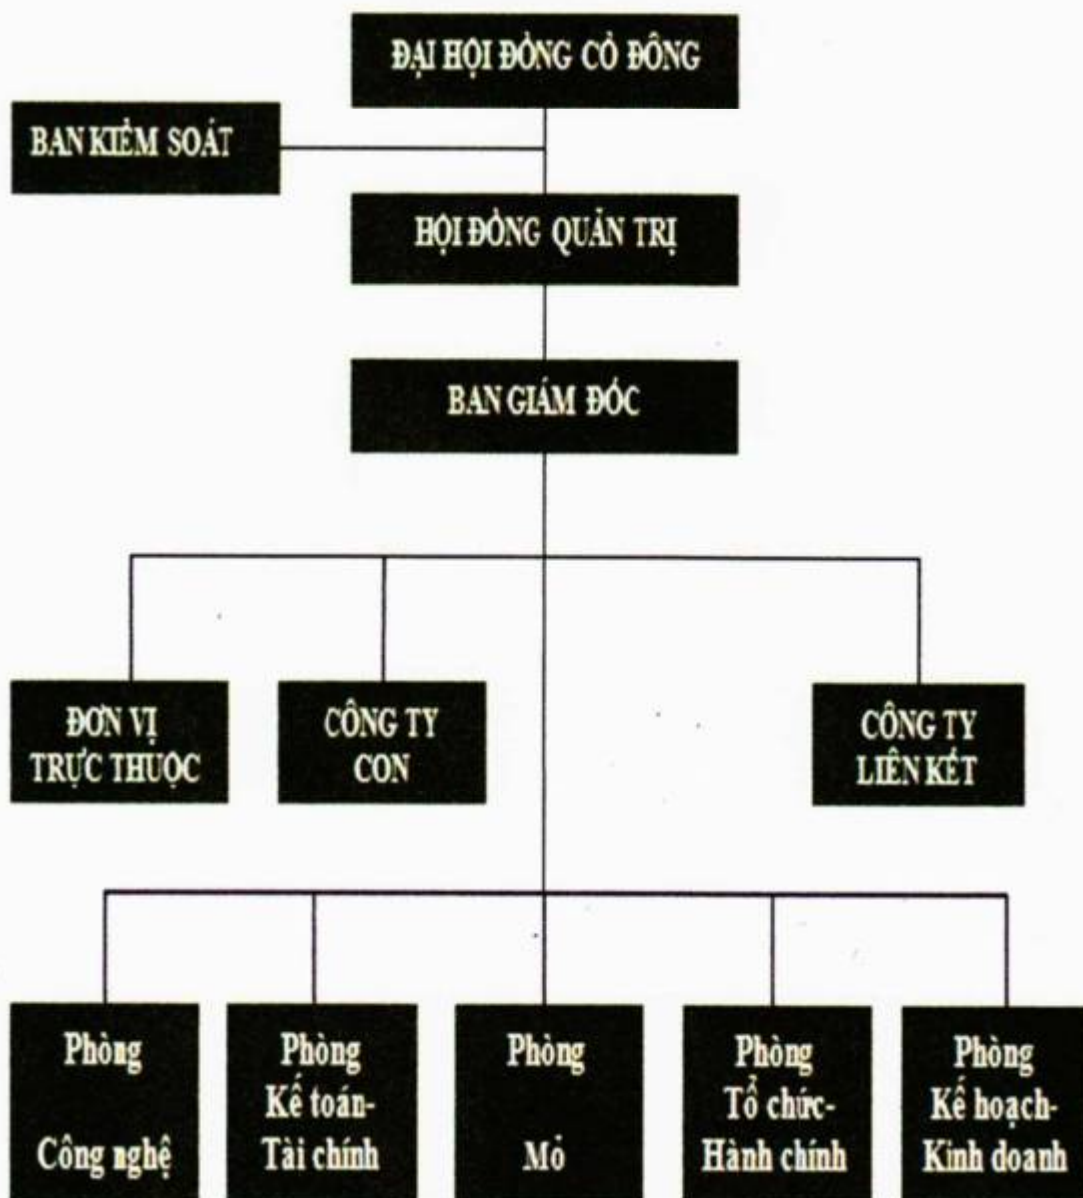 ĐẠI HỘI ĐỒNG CỔ ĐÔNG
BAN KIỂM SOÁT
HỘI ĐỒNG QUẢN TRỊ
BAN GIÁM ĐỐC
ĐƠN VỊ
TRỰC THUỘC
CÔNG TY
CON
CÔNG TY
LIÊN KẾT
Phòng
Công nghệ
Phòng
Kế toán-
Tài chính
Phòng
Mỏ
Phòng
Tổ chức-
Hành chính
Phòng
Kế hoạch-
Kinh doanh